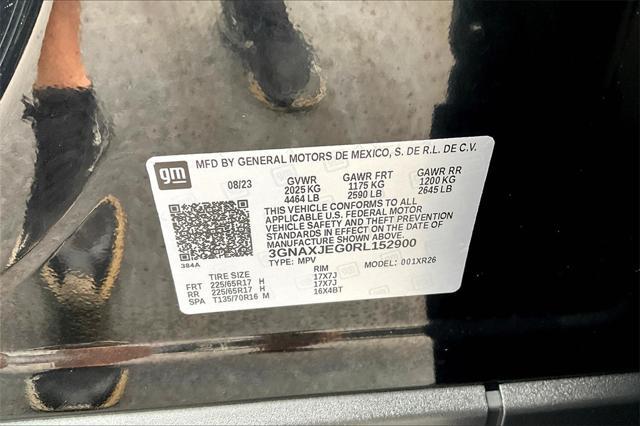 gm MFD BY GENERAL MOTORS DE MEXICO, S. DE R.L. DE C.V.
08/23 GVWR GAWR FRT GAWR RR
2025 KG 1175 KG 1200 KG
4464 LB 2590 LB 2645 LB
THIS VEHICLE CONFORMS TO ALL
APPLICABLE U.S. FEDERAL MOTOR
VEHICLE SAFETY AND THEFT PREVENTION
STANDARDS IN EFFECT ON THE DATE OF
MANUFACTURE SHOWN ABOVE.
3GNAXJEG0RL152900
384A TYPE: MPV MODEL: 001XR26
TIRE SIZE RIM
FRT 225/65R17 H 17X7J
RR 225/65R17 H 17X7J
SPA T135/70R16 M 16X4BT